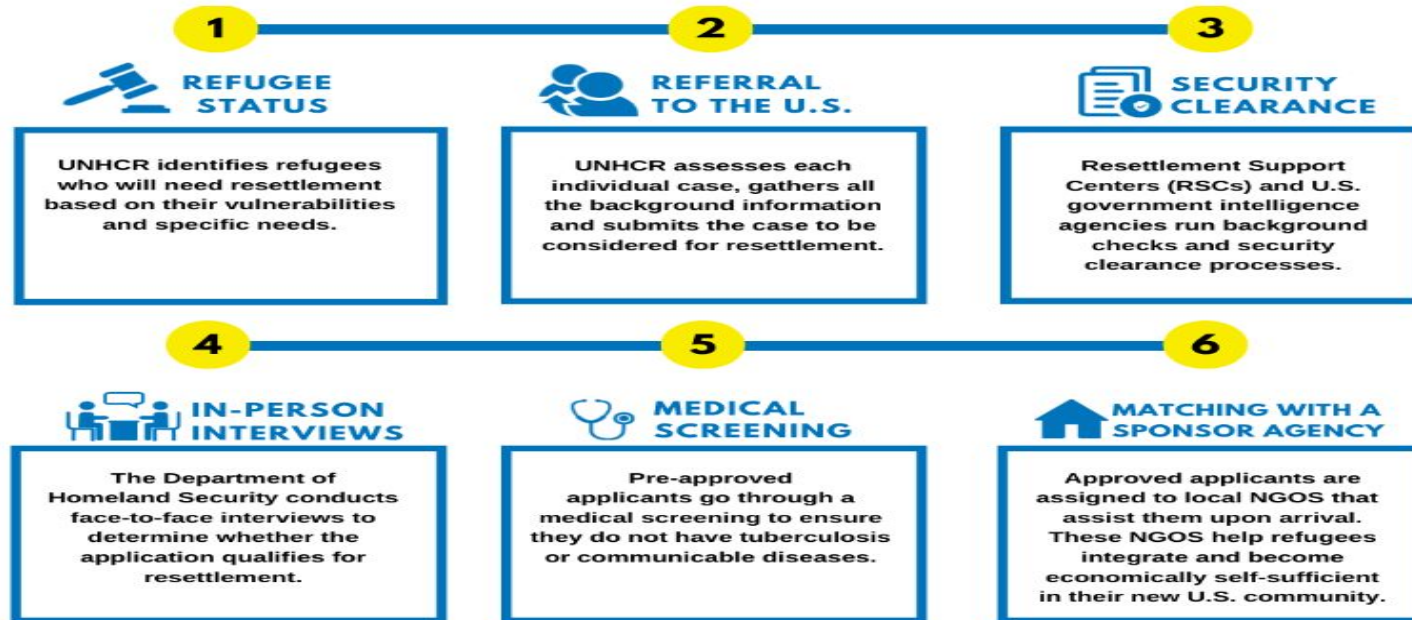 1
2
3
REFUGEE
STATUS
UNHCR identifies refugees
who will need resettlement
based on their vulnerabilities
and specific needs.
REFERRAL
TO THE U.S.
UNHCR assesses each
individual case, gathers all
the background information
and submits the case to be
considered for resettlement.
SECURITY
CLEARANCE
Resettlement Support
Centers (RSCs) and U.S.
government intelligence
agencies run background
checks and security
clearance processes.
4
5
6
IN-PERSON
INTERVIEWS
The Department of
Homeland Security conducts
face-to-face interviews to
determine whether the
application qualifies for
resettlement.
MEDICAL
SCREENING
Pre-approved
applicants go through a
medical screening to ensure
they do not have tuberculosis
or communicable diseases.
MATCHING WITH A
SPONSOR AGENCY
Approved applicants are
assigned to local NGOS that
assist them upon arrival.
These NGOS help refugees
integrate and become
economically self-sufficient
in their new U.S. community.